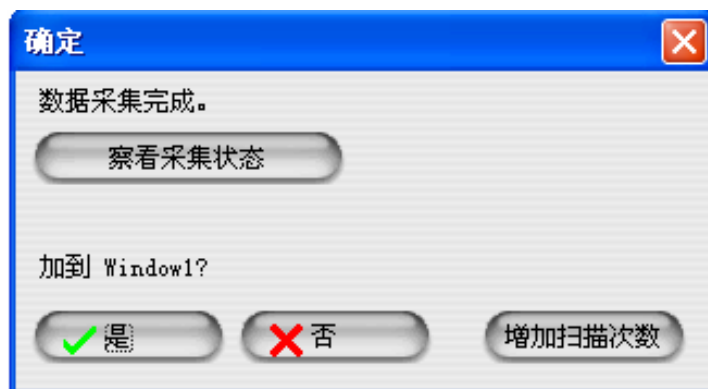 确定
数据采集完成。
察看采集状态
加到 Window1?
是
否
增加扫描次数